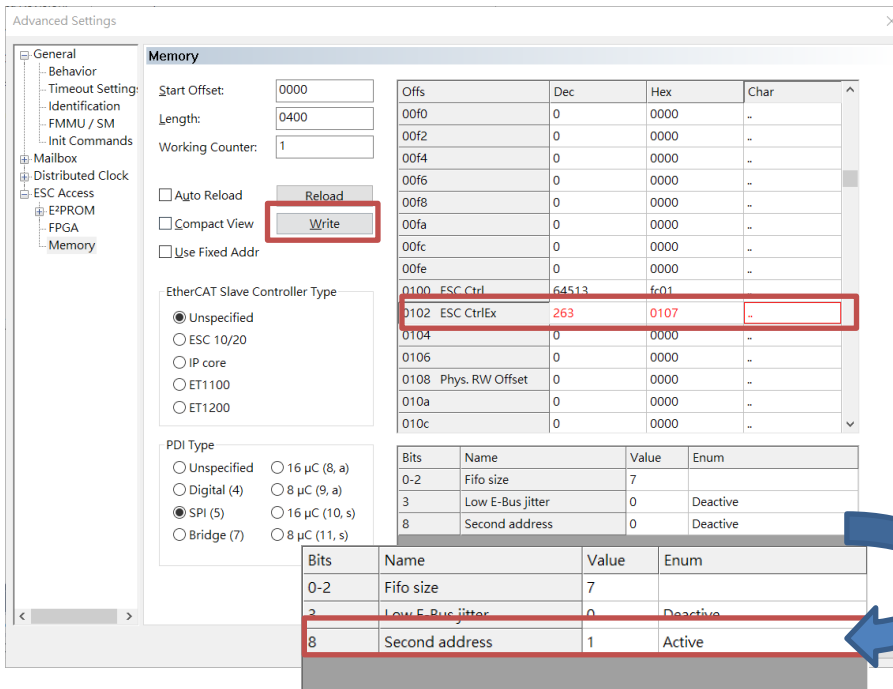 Advanced Settings
General
Behavior
Timeout Setting
Identification
FMMU / SM
Init Commands
Mailbox
Distributed Clock
ESC Access
E²PROM
FPGA
Memory
Memory
Start Offset: 0000
Length: 0400
Working Counter: 1
Auto Reload Reload
Compact View Write
Use Fixed Addr
EtherCAT Slave Controller Type
Unspecified
ESC 10/20
IP core
ET1100
ET1200
PDI Type
Unspecified 16 µC (8, a)
Digital (4) 8 µC (9, a)
SPI (5) 16 µC (10, s)
Bridge (7) 8 µC (11, s)
Offs Dec Hex Char
00f0 0 0000 ..
00f2 0 0000 ..
00f4 0 0000 ..
00f6 0 0000 ..
00f8 0 0000 ..
00fa 0 0000 ..
00fc 0 0000 ..
00fe 0 0000 ..
0100 ESC Ctrl 64513 fc01 ..
0102 ESC CtrlEx 263 0107 ..
0104 0 0000 ..
0106 0 0000 ..
0108 Phys. RW Offset 0 0000 ..
010a 0 0000 ..
010c 0 0000 ..
Bits Name Value Enum
0-2 Fifo size 7
3 Low E-Bus jitter 0 Deactive
8 Second address 0 Deactive
Bits Name Value Enum
0-2 Fifo size 7
3 Low E-Bus jitter 0 Deactive
8 Second address 1 Active